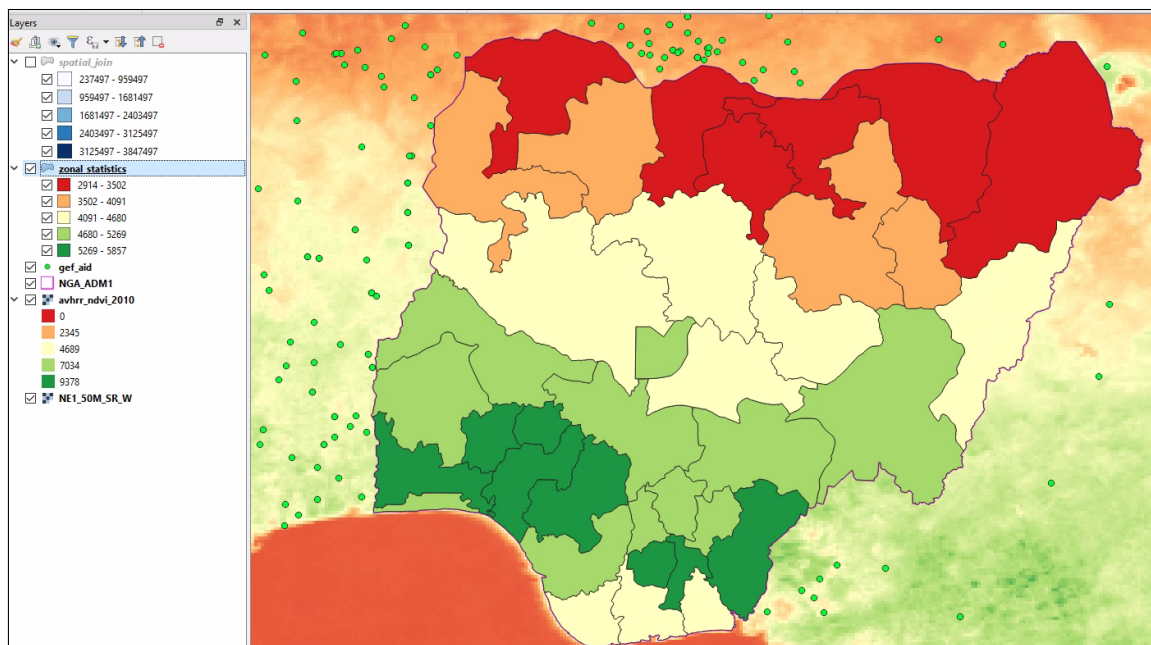 Layers
spatial_join
237497 - 959497
959497 - 1681497
1681497 - 2403497
2403497 - 3125497
3125497 - 3847497
zonal_statistics
2914 - 3502
3502 - 4091
4091 - 4680
4680 - 5269
5269 - 5857
gef_aid
NGA_ADM1
avhrr_ndvi_2010
0
2345
4689
7034
9378
NE1_50M_SR_W